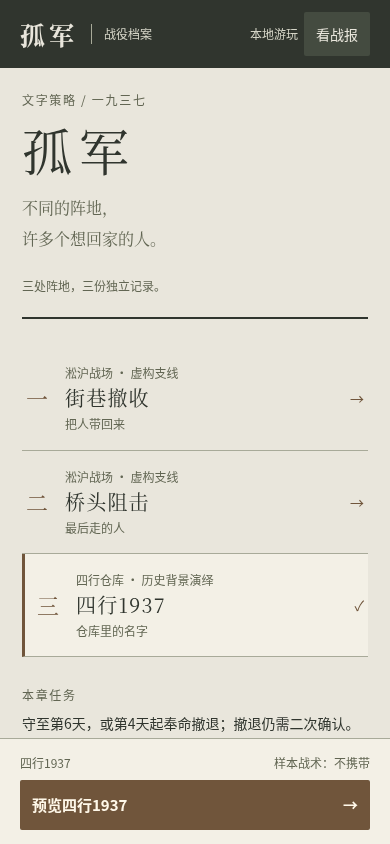 孤军 战役档案 本地游玩 看战报
文字策略 / 一九三七
孤军
不同的阵地，
许多个想回家的人。
三处阵地，三份独立记录。
淞沪战场 · 虚构支线
一 街巷撤收 →
把人带回来
淞沪战场 · 虚构支线
二 桥头阻击 →
最后走的人
四行仓库 · 历史背景演绎
三 四行1937 ✓
仓库里的名字
本章任务
守至第6天，或第4天起奉命撤退；撤退仍需二次确认。
四行1937 样本战术：不携带
预览四行1937 →